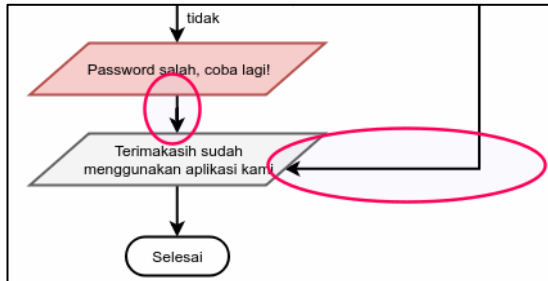 tidak
Password salah, coba lagi!
Terimakasih sudah
menggunakan aplikasi kami
Selesai